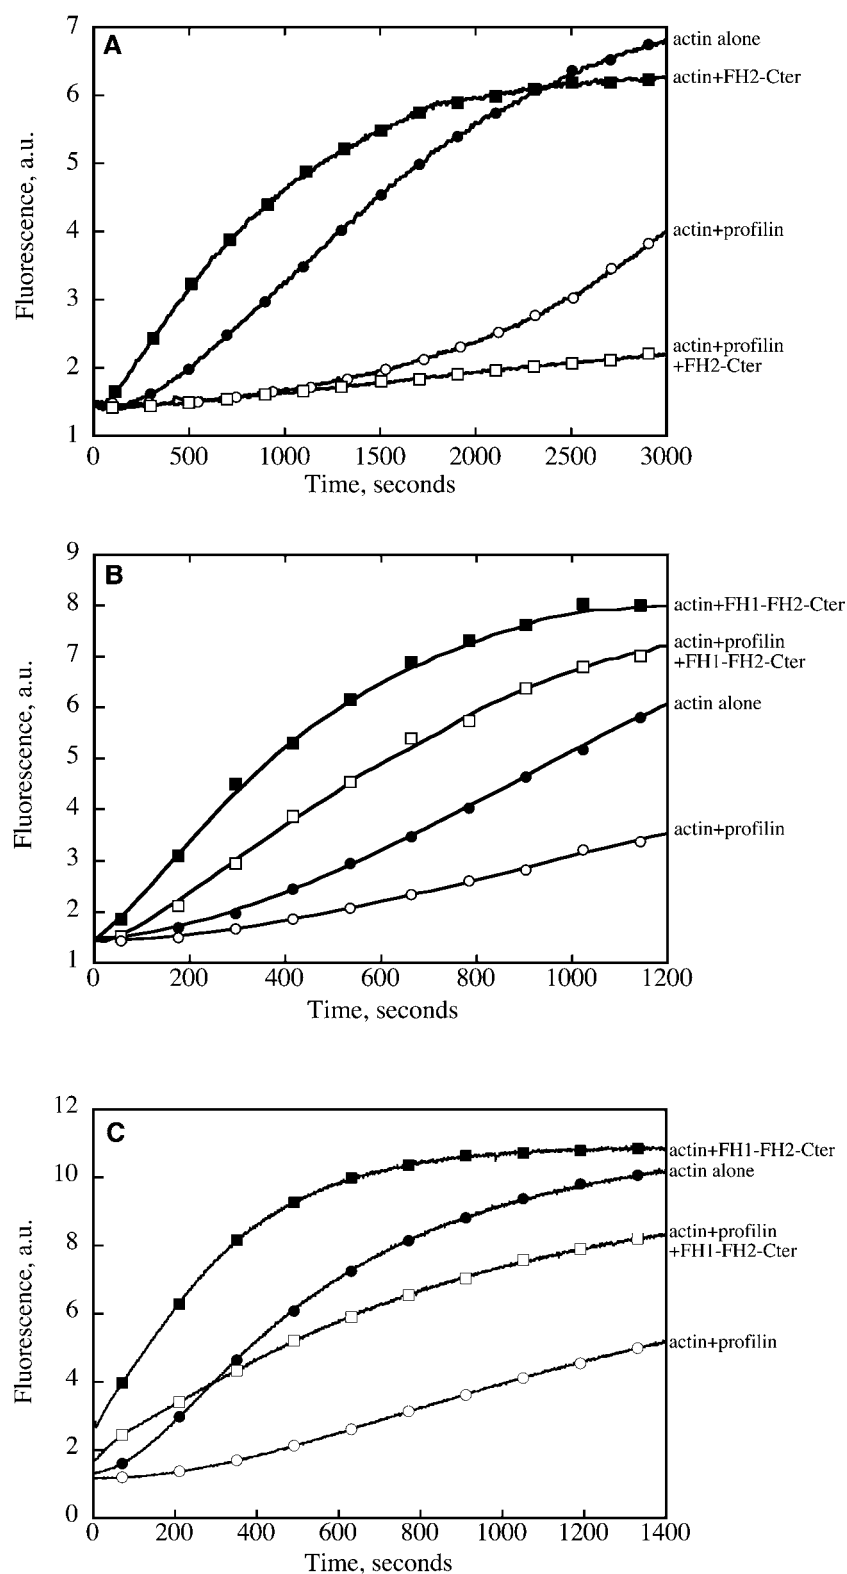 A
7
6
5
4
3
2
1
Fluorescence, a.u.
0 500 1000 1500 2000 2500 3000
Time, seconds
actin alone
actin+FH2-Cter
actin+profilin
actin+profilin
+FH2-Cter
B
9
8
7
6
5
4
3
2
1
Fluorescence, a.u.
0 200 400 600 800 1000 1200
Time, seconds
actin+FH1-FH2-Cter
actin+profilin
+FH1-FH2-Cter
actin alone
actin+profilin
C
12
10
8
6
4
2
0
Fluorescence, a.u.
0 200 400 600 800 1000 1200 1400
Time, seconds
actin+FH1-FH2-Cter
actin alone
actin+profilin
+FH1-FH2-Cter
actin+profilin